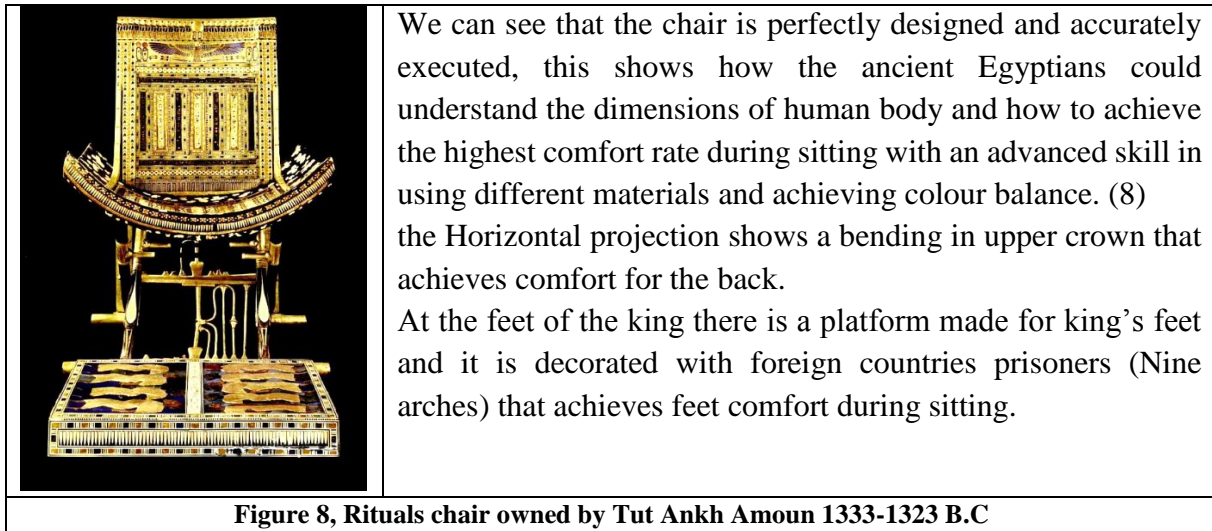 We can see that the chair is perfectly designed and accurately
executed, this shows how the ancient Egyptians could
understand the dimensions of human body and how to achieve
the highest comfort rate during sitting with an advanced skill in
using different materials and achieving colour balance. (8)
the Horizontal projection shows a bending in upper crown that
achieves comfort for the back.
At the feet of the king there is a platform made for king's feet
and it is decorated with foreign countries prisoners (Nine
arches) that achieves feet comfort during sitting.
Figure 8, Rituals chair owned by Tut Ankh Amoun 1333-1323 B.C